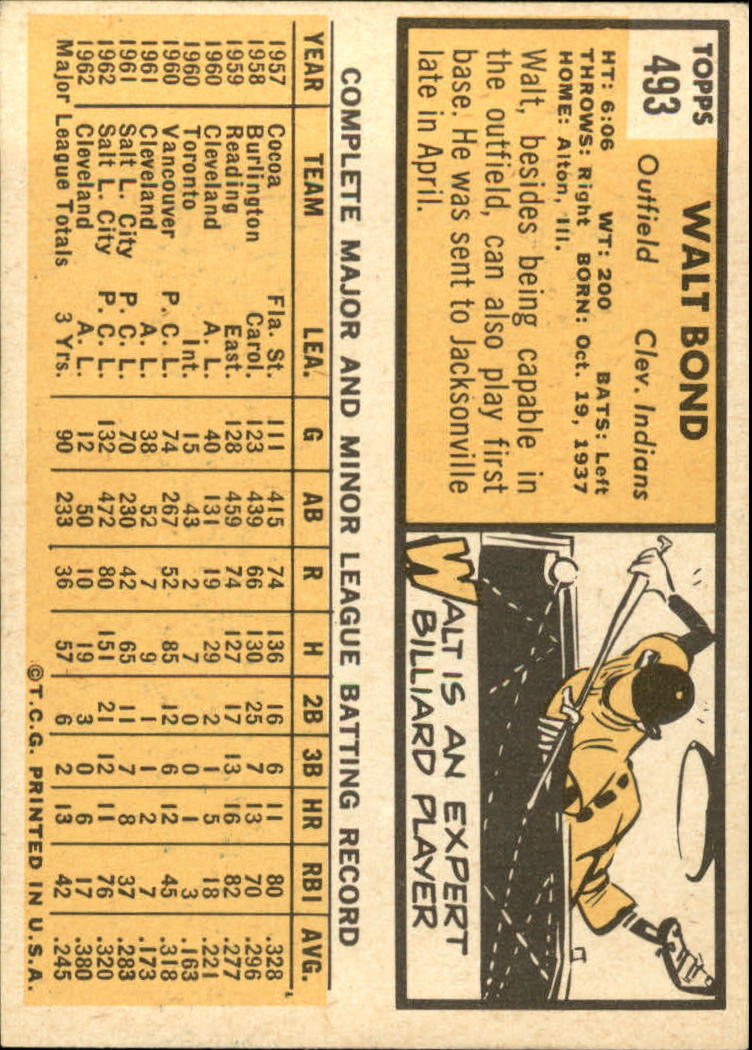 TOPPS
493
WALT BOND
Outfield Clev. Indians
HT: 6:06 WT: 200 BATS: Left
THROWS: Right BORN: Oct. 19, 1937
HOME: Alton, Ill.
Walt, besides being capable in
the outfield, can also play first
base. He was sent to Jacksonville
late in April.
WALT IS AN EXPERT
BILLIARD PLAYER
COMPLETE MAJOR AND MINOR LEAGUE BATTING RECORD
YEAR TEAM LEA. G AB R H 2B 3B HR RBI AVG.
1957 Cocoa Fla. St. 111 415 74 136 16 6 11 80 .328
1958 Burlington Carol. 123 439 66 130 25 7 13 70 .296
1959 Reading East. 128 459 74 127 17 13 16 82 .277
1960 Cleveland A. L. 40 131 19 29 2 1 5 18 .221
1960 Toronto Int. 15 43 2 7 0 0 1 3 .163
1960 Vancouver P. C. L. 74 267 52 85 12 6 12 45 .318
1961 Cleveland A. L. 38 52 7 9 1 1 2 7 .173
1961 Salt L. City P. C. L. 70 230 42 65 11 7 8 37 .283
1962 Salt L. City P. C. L. 132 472 80 151 21 12 11 76 .320
1962 Cleveland A. L. 12 50 10 19 3 0 6 17 .380
Major League Totals 3 Yrs. 90 233 36 57 6 2 13 42 .245
© T.C.G. PRINTED IN U.S.A.